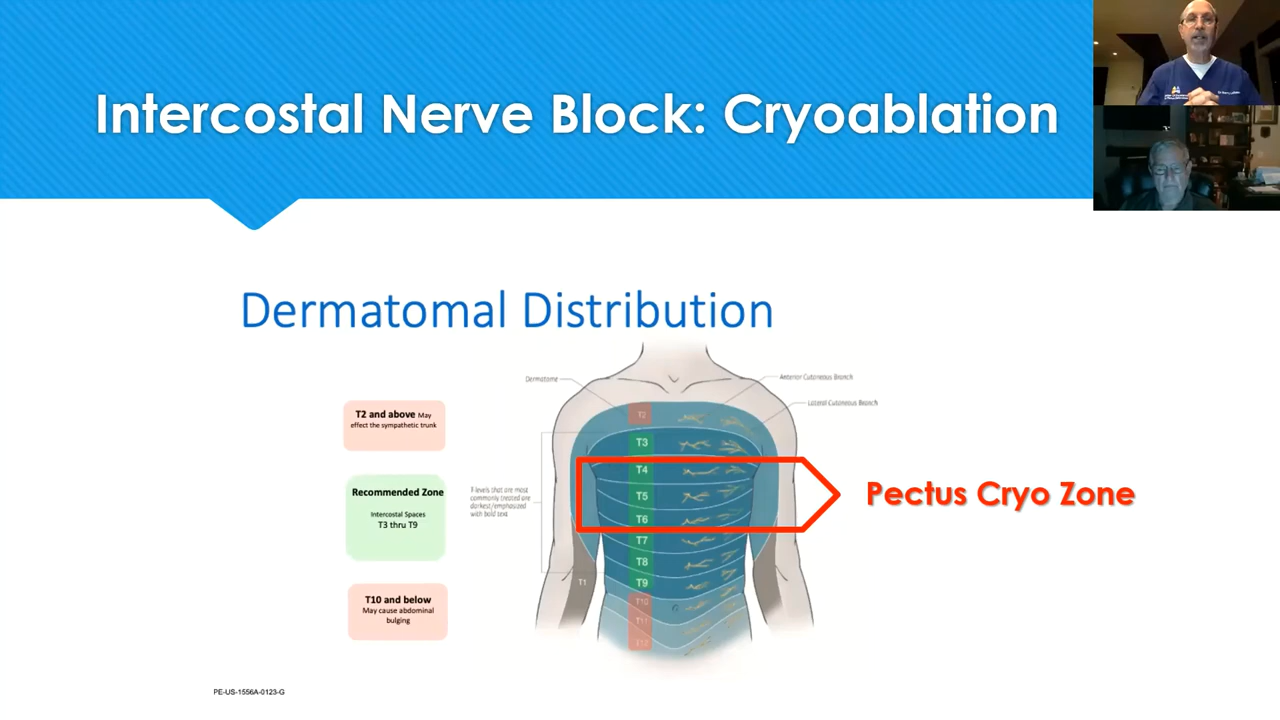 Intercostal Nerve Block: Cryoablation
Dermatomal Distribution
Dermatome
Anterior Cutaneous Branch
Lateral Cutaneous Branch
T2 and above May
effect the sympathetic trunk
Recommended Zone
Intercostal Spaces
T3 thru T9
T10 and below
May cause abdominal
bulging
levels that are most
commonly treated are
darkest/emphasized
with bold text
T2
T3
T4
T5
T6
T7
T8
T9
T10
T11
T12
T1
Pectus Cryo Zone
PE-US-1556A-0123-G